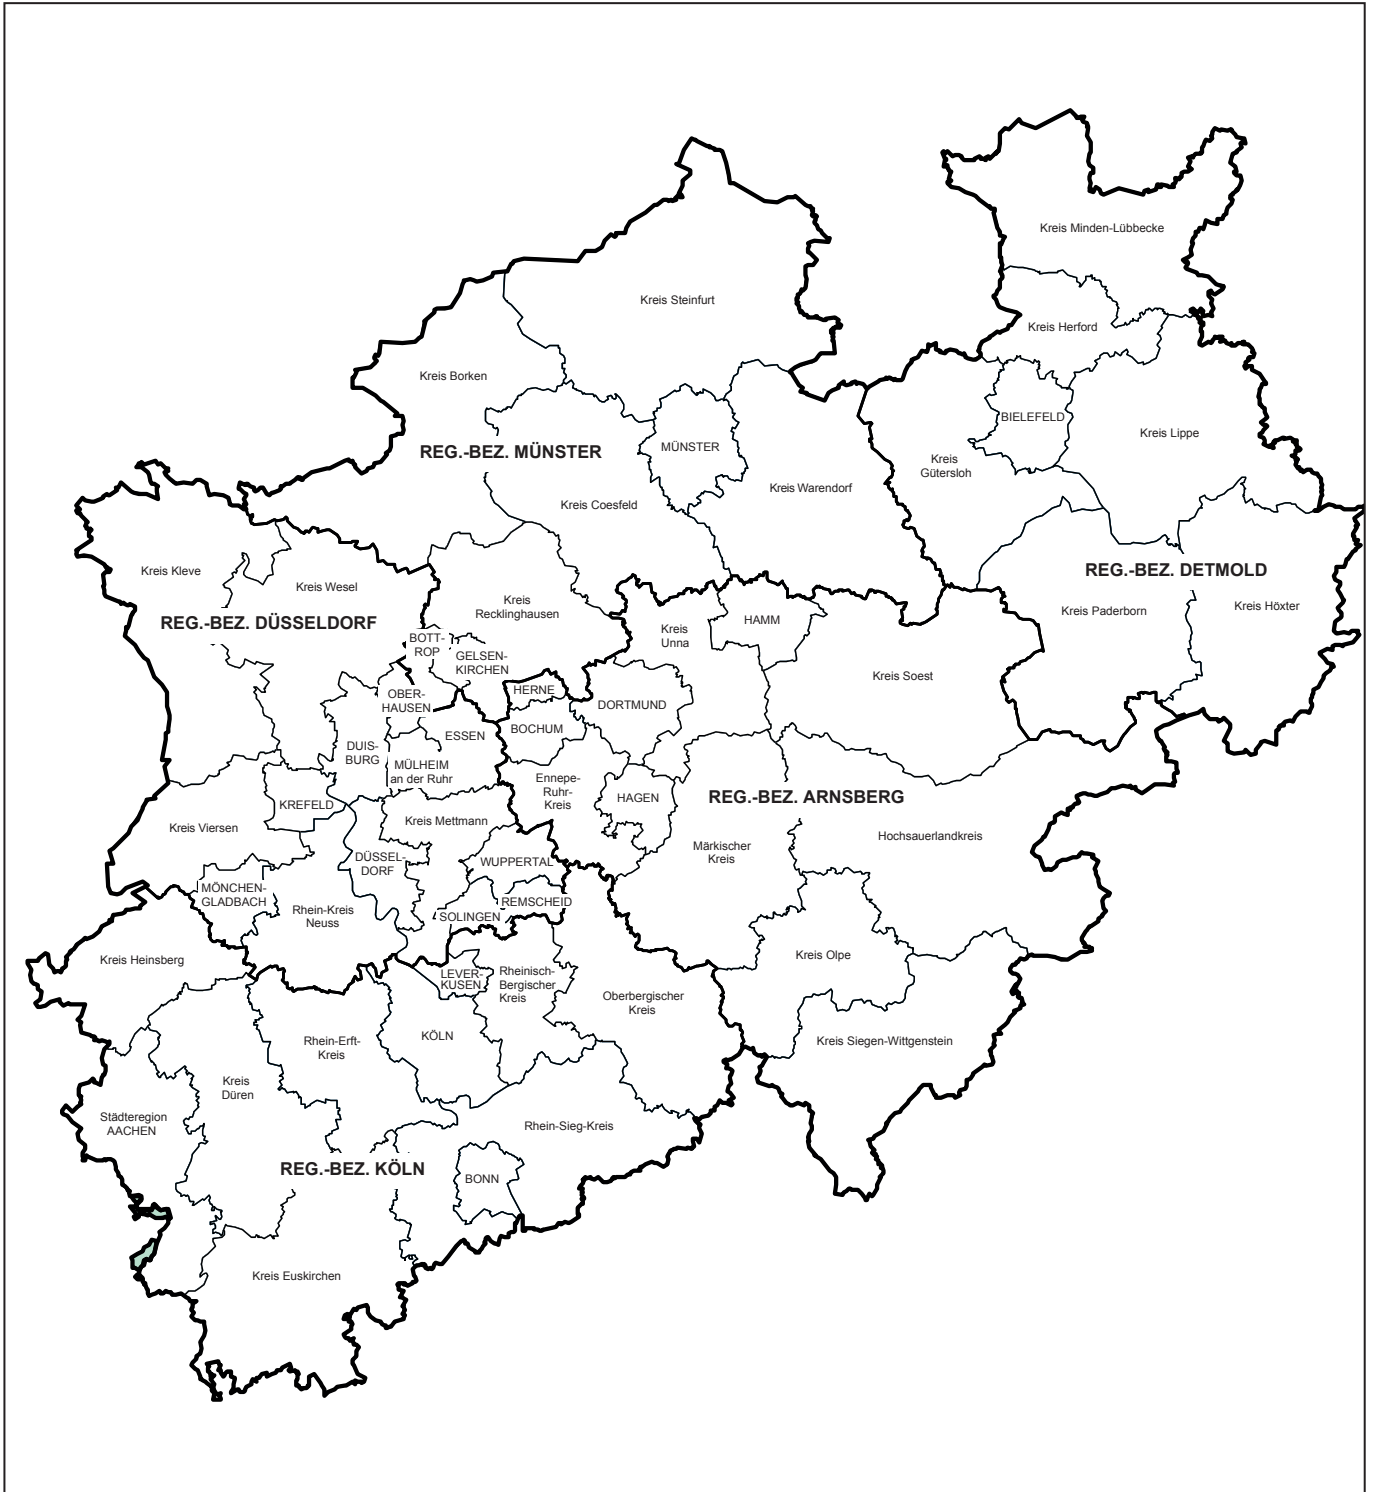 Kreis Minden-Lübbecke
Kreis Steinfurt
Kreis Herford
Kreis Borken
BIELEFELD
Kreis Lippe
REG.-BEZ. MÜNSTER
MÜNSTER
Kreis
Gütersloh
Kreis Warendorf
Kreis Coesfeld
Kreis Kleve
Kreis Wesel
REG.-BEZ. DETMOLD
Kreis
Recklinghausen
Kreis Paderborn
Kreis Höxter
REG.-BEZ. DÜSSELDORF
HAMM
Kreis
Unna
BOTT-
ROP
GELSEN-
KIRCHEN
Kreis Soest
HERNE
OBER-
HAUSEN
DORTMUND
BOCHUM
ESSEN
DUIS-
BURG
MÜLHEIM
an der Ruhr
Ennepe-
Ruhr-
Kreis
HAGEN
REG.-BEZ. ARNSBERG
KREFELD
Kreis Viersen
Kreis Mettmann
Hochsauerlandkreis
Märkischer
Kreis
DÜSSEL-
DORF
WUPPERTAL
MÖNCHEN-
GLADBACH
REMSCHEID
Rhein-Kreis
Neuss
SOLINGEN
Kreis Heinsberg
Kreis Olpe
LEVER-
KUSEN
Rheinisch-
Bergischer
Kreis
Oberbergischer
Kreis
KÖLN
Rhein-Erft-
Kreis
Kreis Siegen-Wittgenstein
Kreis
Düren
Städteregion
AACHEN
Rhein-Sieg-Kreis
REG.-BEZ. KÖLN
BONN
Kreis Euskirchen